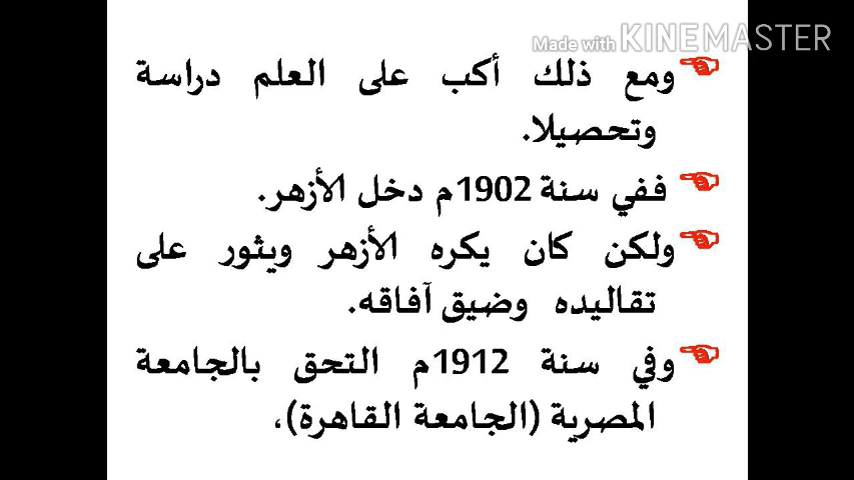 Made with KINEMASTER
ومع ذلك أكب على العلم دراسة
وتحصيلا.
ففي سنة 1902م دخل الأزهر.
ولكن كان يكره الأزهر ويثور على
تقاليده وضيق آفاقه.
وفي سنة 1912م التحق بالجامعة
المصرية (الجامعة القاهرة)،